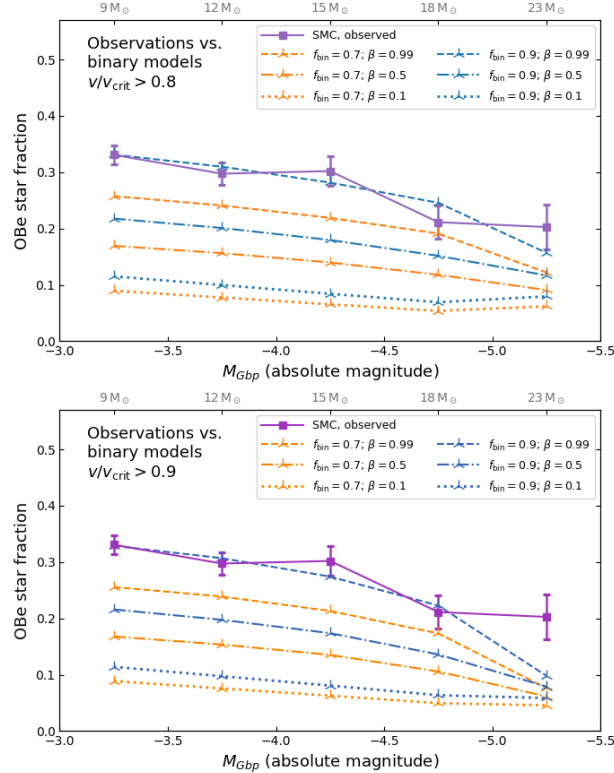 9 M⊙ 12 M⊙ 15 M⊙ 18 M⊙ 23 M⊙
Observations vs.
binary models
v/vcrit > 0.8
SMC, observed
fbin = 0.7; β = 0.99
fbin = 0.7; β = 0.5
fbin = 0.7; β = 0.1
fbin = 0.9; β = 0.99
fbin = 0.9; β = 0.5
fbin = 0.9; β = 0.1
OBe star fraction
0.5
0.4
0.3
0.2
0.1
0.0
−3.0 −3.5 −4.0 −4.5 −5.0 −5.5
MGbp (absolute magnitude)
9 M⊙ 12 M⊙ 15 M⊙ 18 M⊙ 23 M⊙
Observations vs.
binary models
v/vcrit > 0.9
SMC, observed
fbin = 0.7; β = 0.99
fbin = 0.7; β = 0.5
fbin = 0.7; β = 0.1
fbin = 0.9; β = 0.99
fbin = 0.9; β = 0.5
fbin = 0.9; β = 0.1
OBe star fraction
0.5
0.4
0.3
0.2
0.1
0.0
−3.0 −3.5 −4.0 −4.5 −5.0 −5.5
MGbp (absolute magnitude)